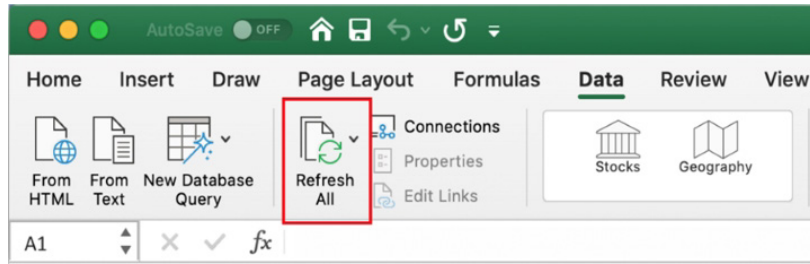 AutoSave OFF
Home Insert Draw Page Layout Formulas Data Review View
From HTML
From Text
New Database Query
Refresh All
Connections
Properties
Edit Links
Stocks
Geography
A1 fx